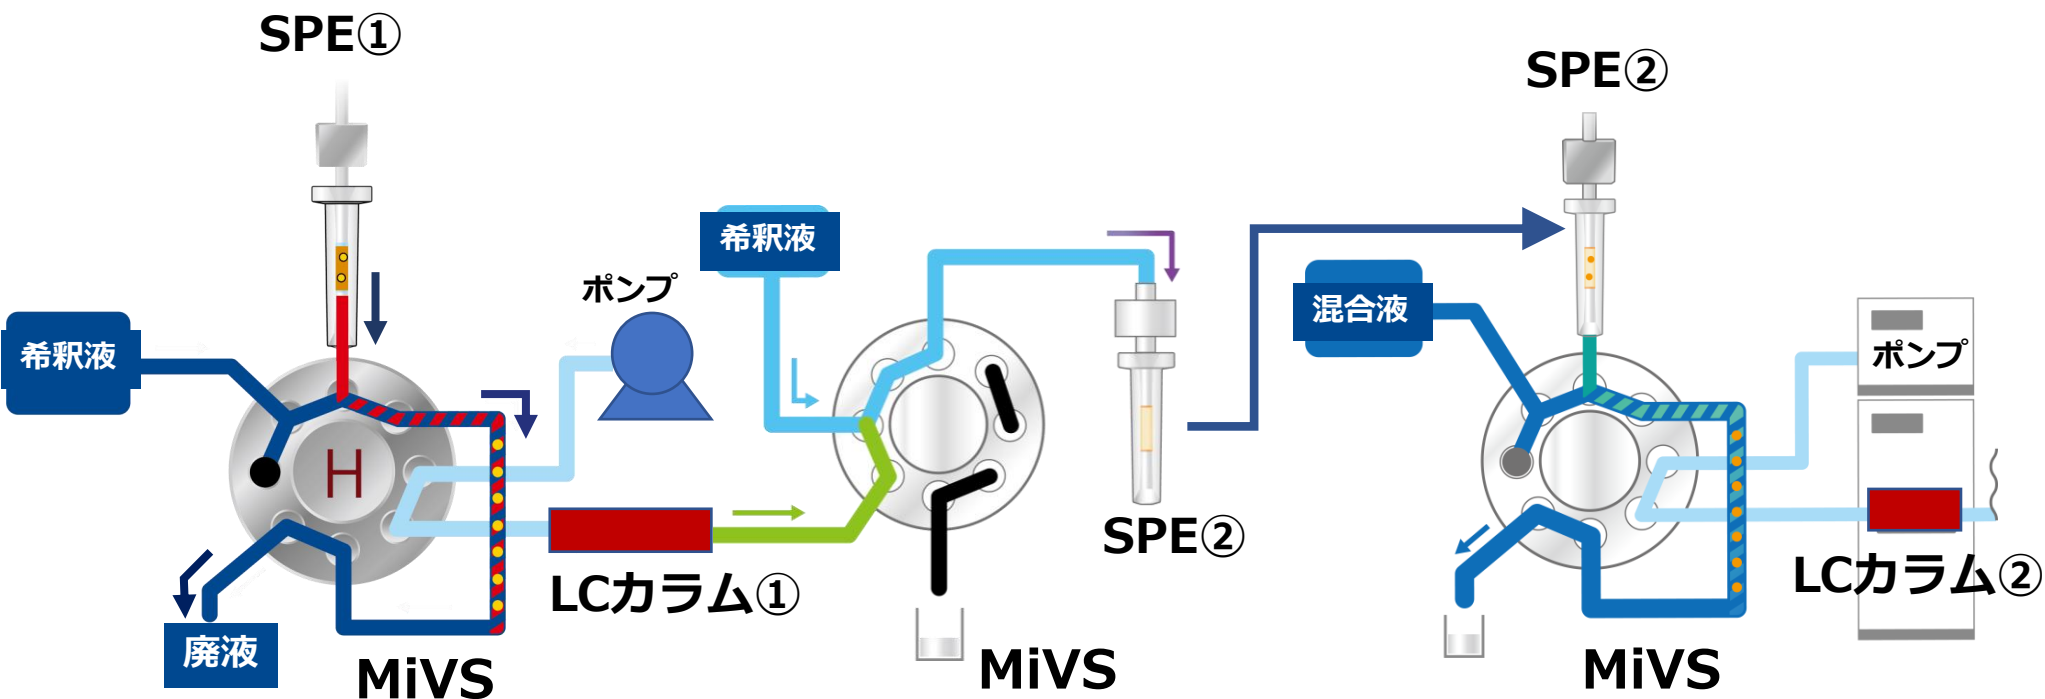 SPE①
SPE②
希釈液
混合液
ポンプ
希釈液
ポンプ
H
SPE②
LCカラム①
LCカラム②
廃液
MiVS
MiVS
MiVS